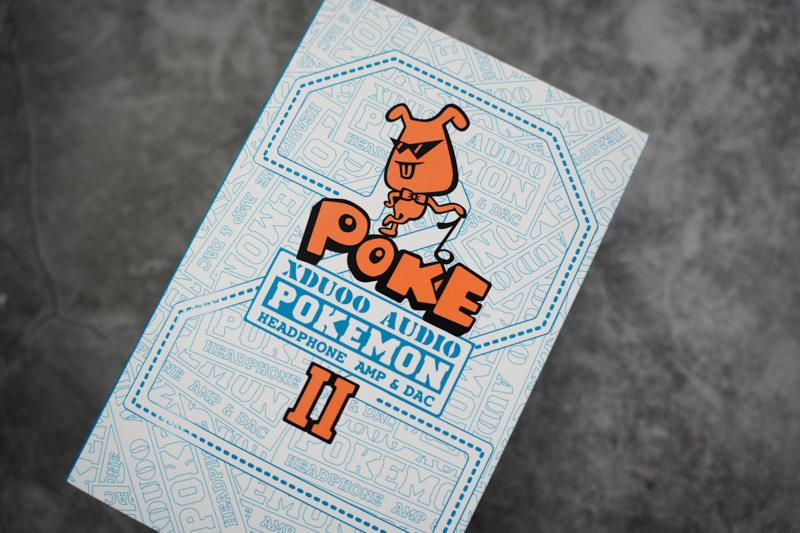 POKE
XDUOO AUDIO
POKEMON
HEADPHONE AMP & DAC
II